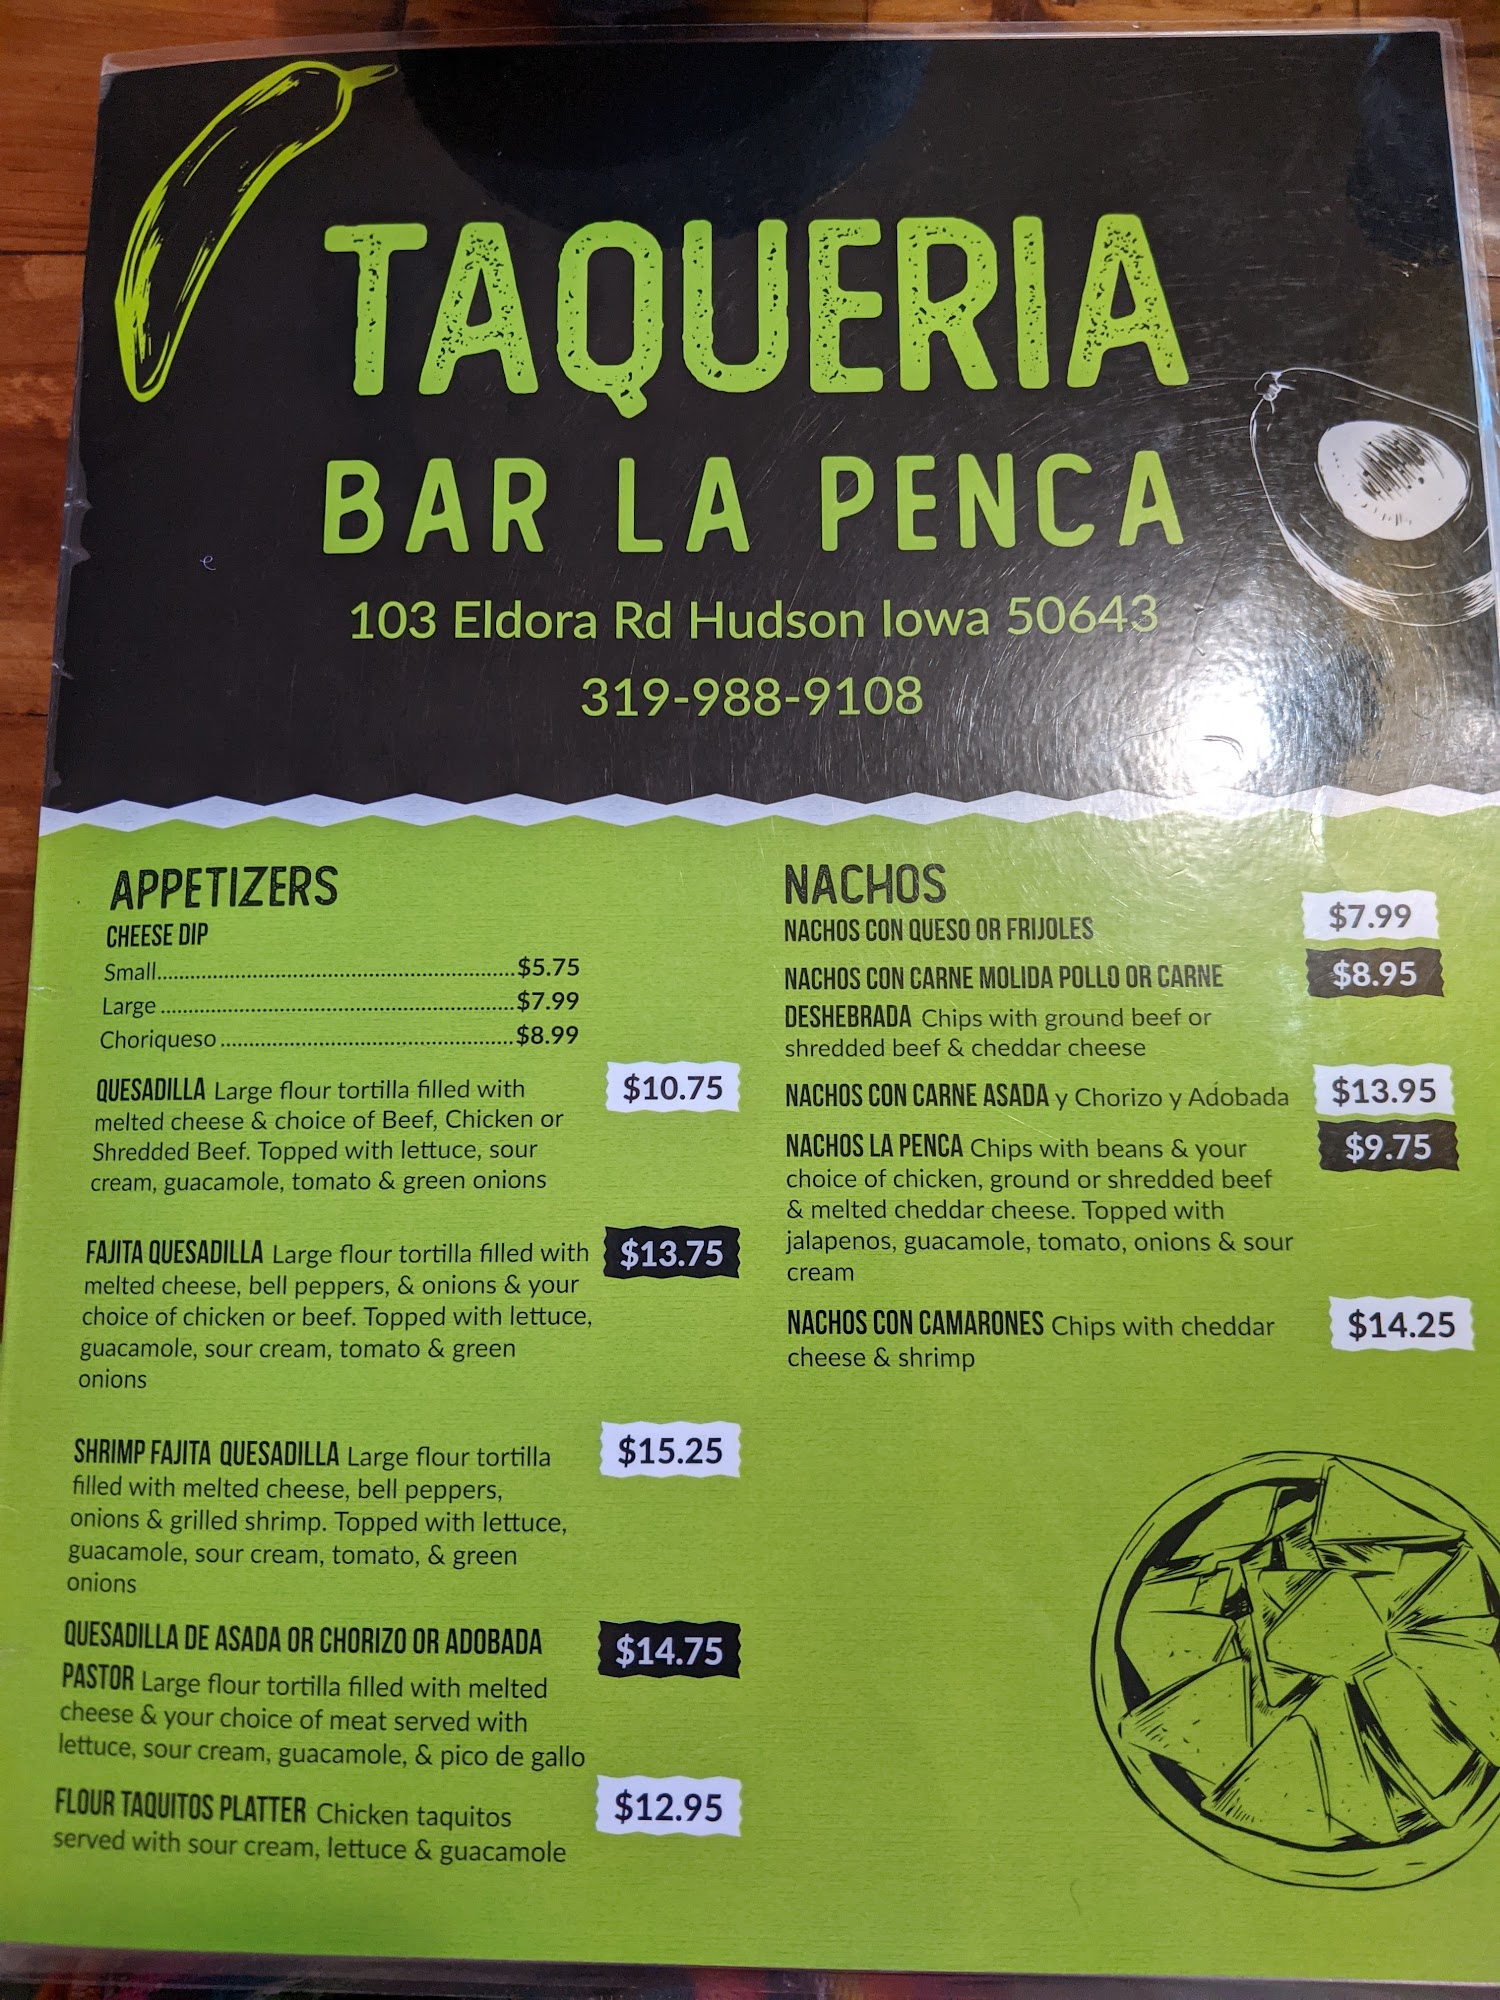 TAQUERIA
BAR LA PENCA
103 Eldora Rd Hudson Iowa 50643
319-988-9108
APPETIZERS
CHEESE DIP
Small.......................................................$5.75
Large.......................................................$7.99
Choriqueso.............................................$8.99
QUESADILLA Large flour tortilla filled with $10.75
melted cheese & choice of Beef, Chicken or
Shredded Beef. Topped with lettuce, sour
cream, guacamole, tomato & green onions
FAJITA QUESADILLA Large flour tortilla filled with $13.75
melted cheese, bell peppers, & onions & your
choice of chicken or beef. Topped with lettuce,
guacamole, sour cream, tomato & green
onions
SHRIMP FAJITA QUESADILLA Large flour tortilla $15.25
filled with melted cheese, bell peppers,
onions & grilled shrimp. Topped with lettuce,
guacamole, sour cream, tomato, & green
onions
QUESADILLA DE ASADA OR CHORIZO OR ADOBADA $14.75
PASTOR Large flour tortilla filled with melted
cheese & your choice of meat served with
lettuce, sour cream, guacamole, & pico de gallo
FLOUR TAQUITOS PLATTER Chicken taquitos $12.95
served with sour cream, lettuce & guacamole
NACHOS
NACHOS CON QUESO OR FRIJOLES $7.99
NACHOS CON CARNE MOLIDA POLLO OR CARNE $8.95
DESHEBRADA Chips with ground beef or
shredded beef & cheddar cheese
NACHOS CON CARNE ASADA y Chorizo y Adobada $13.95
NACHOS LA PENCA Chips with beans & your $9.75
choice of chicken, ground or shredded beef
& melted cheddar cheese. Topped with
jalapenos, guacamole, tomato, onions & sour
cream
NACHOS CON CAMARONES Chips with cheddar $14.25
cheese & shrimp